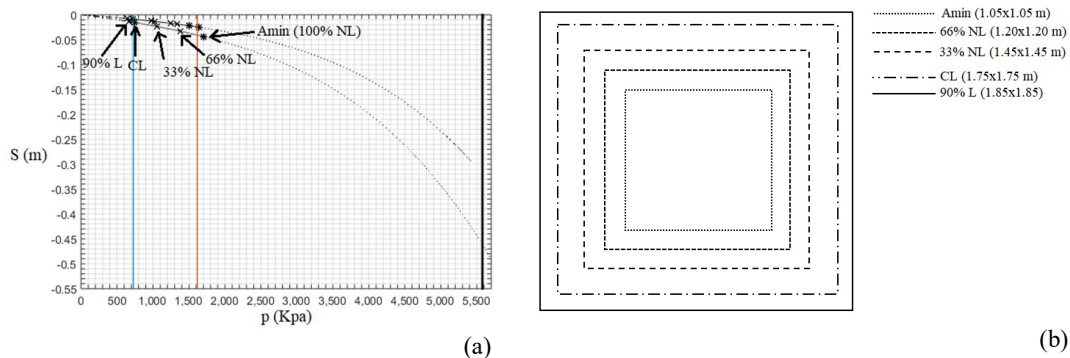 0
-0.05
-0.1
-0.15
-0.2
-0.25
-0.3
-0.35
-0.4
-0.45
-0.5
-0.55
S (m)
90% L
CL
33% NL
66% NL
Amin (100% NL)
0 500 1,000 1,500 2,000 2,500 3,000 3,500 4,000 4,500 5,000 5,500
p (Kpa)
(a)
Amin (1.05x1.05 m)
66% NL (1.20x1.20 m)
33% NL (1.45x1.45 m)
CL (1.75x1.75 m)
90% L (1.85x1.85)
(b)